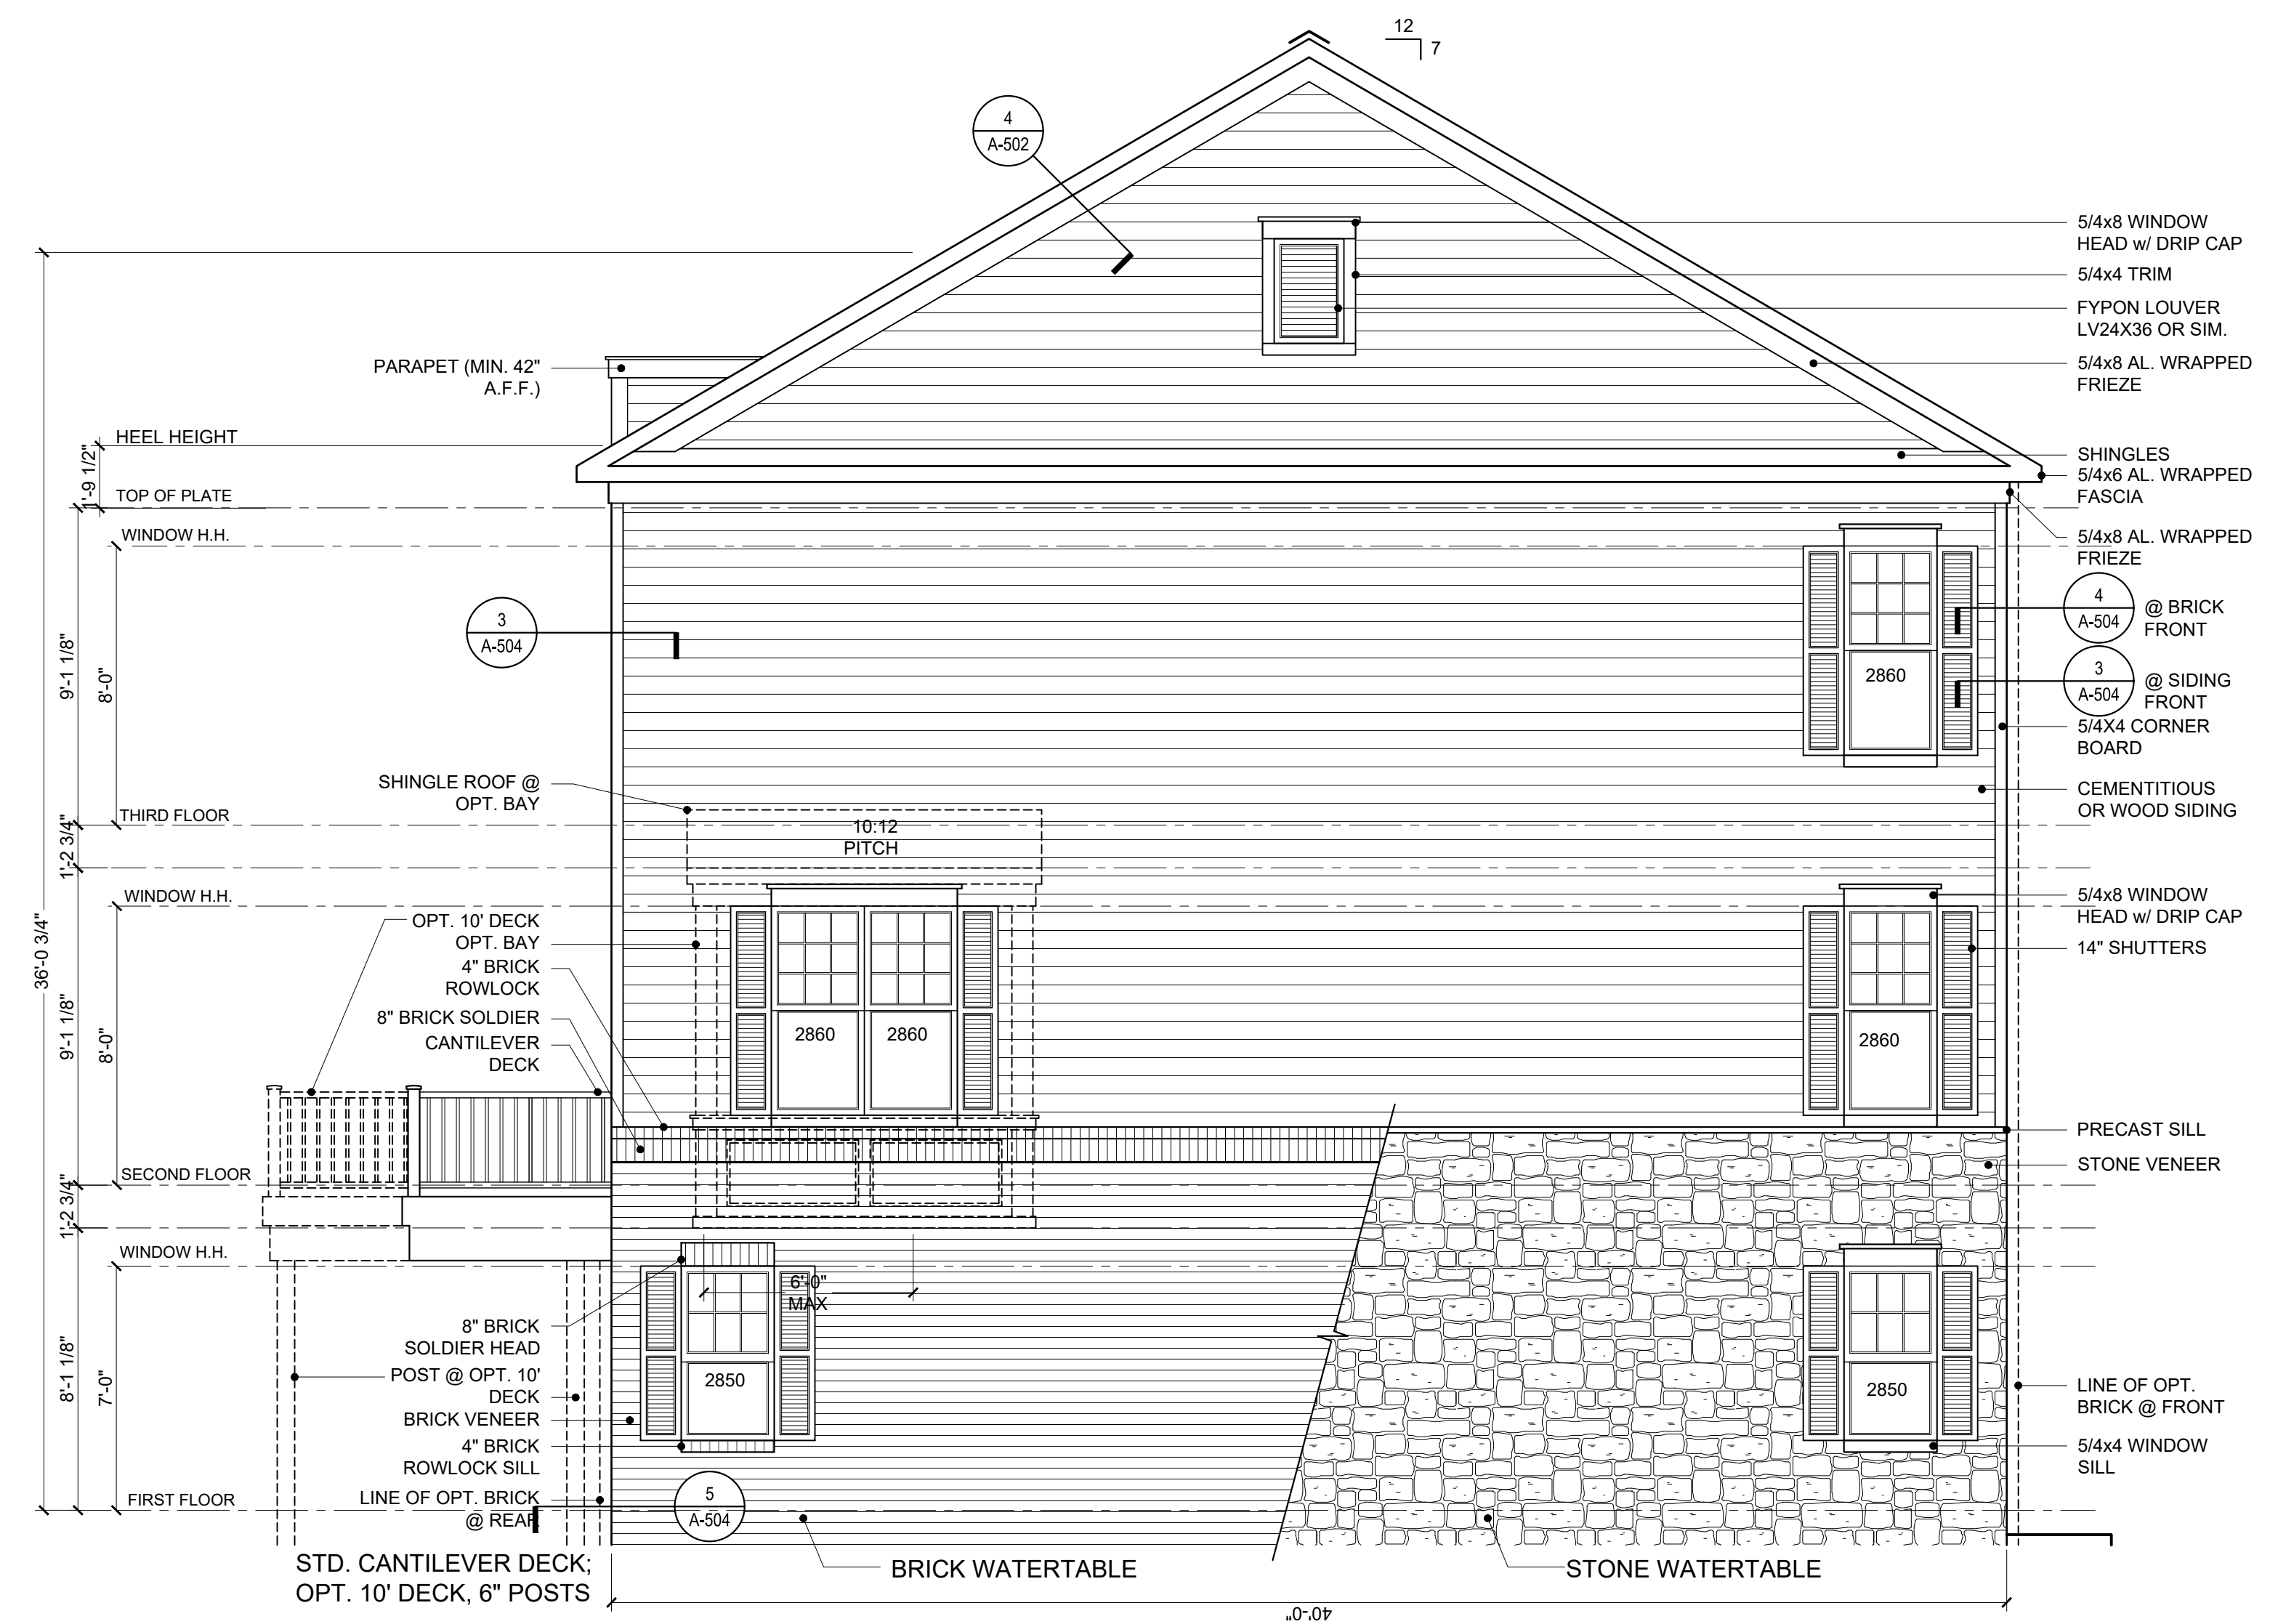 12
7
4
A-502
5/4x8 WINDOW
HEAD w/ DRIP CAP
5/4x4 TRIM
FYPON LOUVER
LV24X36 OR SIM.
5/4x8 AL. WRAPPED
FRIEZE
PARAPET (MIN. 42"
A.F.F.)
HEEL HEIGHT
1'-9 1/2"
TOP OF PLATE
WINDOW H.H.
SHINGLES
5/4x6 AL. WRAPPED
FASCIA
5/4x8 AL. WRAPPED
FRIEZE
4
A-504
@ BRICK
FRONT
3
A-504
@ SIDING
FRONT
5/4X4 CORNER
BOARD
CEMENTITIOUS
OR WOOD SIDING
3
A-504
2860
9'-1 1/8"
8'-0"
SHINGLE ROOF @
OPT. BAY
THIRD FLOOR
10:12
PITCH
1'-2 3/4"
WINDOW H.H.
OPT. 10' DECK
OPT. BAY
4" BRICK
ROWLOCK
8" BRICK SOLDIER
CANTILEVER
DECK
36'-0 3/4"
9'-1 1/8"
8'-0"
2860
2860
2860
5/4x8 WINDOW
HEAD w/ DRIP CAP
14" SHUTTERS
PRECAST SILL
STONE VENEER
SECOND FLOOR
1'-2 3/4"
WINDOW H.H.
6'-0"
MAX
8" BRICK
SOLDIER HEAD
POST @ OPT. 10'
DECK
BRICK VENEER
4" BRICK
ROWLOCK SILL
LINE OF OPT. BRICK
@ REAR
8'-1 1/8"
7'-0"
2850
2850
LINE OF OPT.
BRICK @ FRONT
5/4x4 WINDOW
SILL
FIRST FLOOR
5
A-504
STD. CANTILEVER DECK;
OPT. 10' DECK, 6" POSTS
BRICK WATERTABLE
STONE WATERTABLE
40'-0"